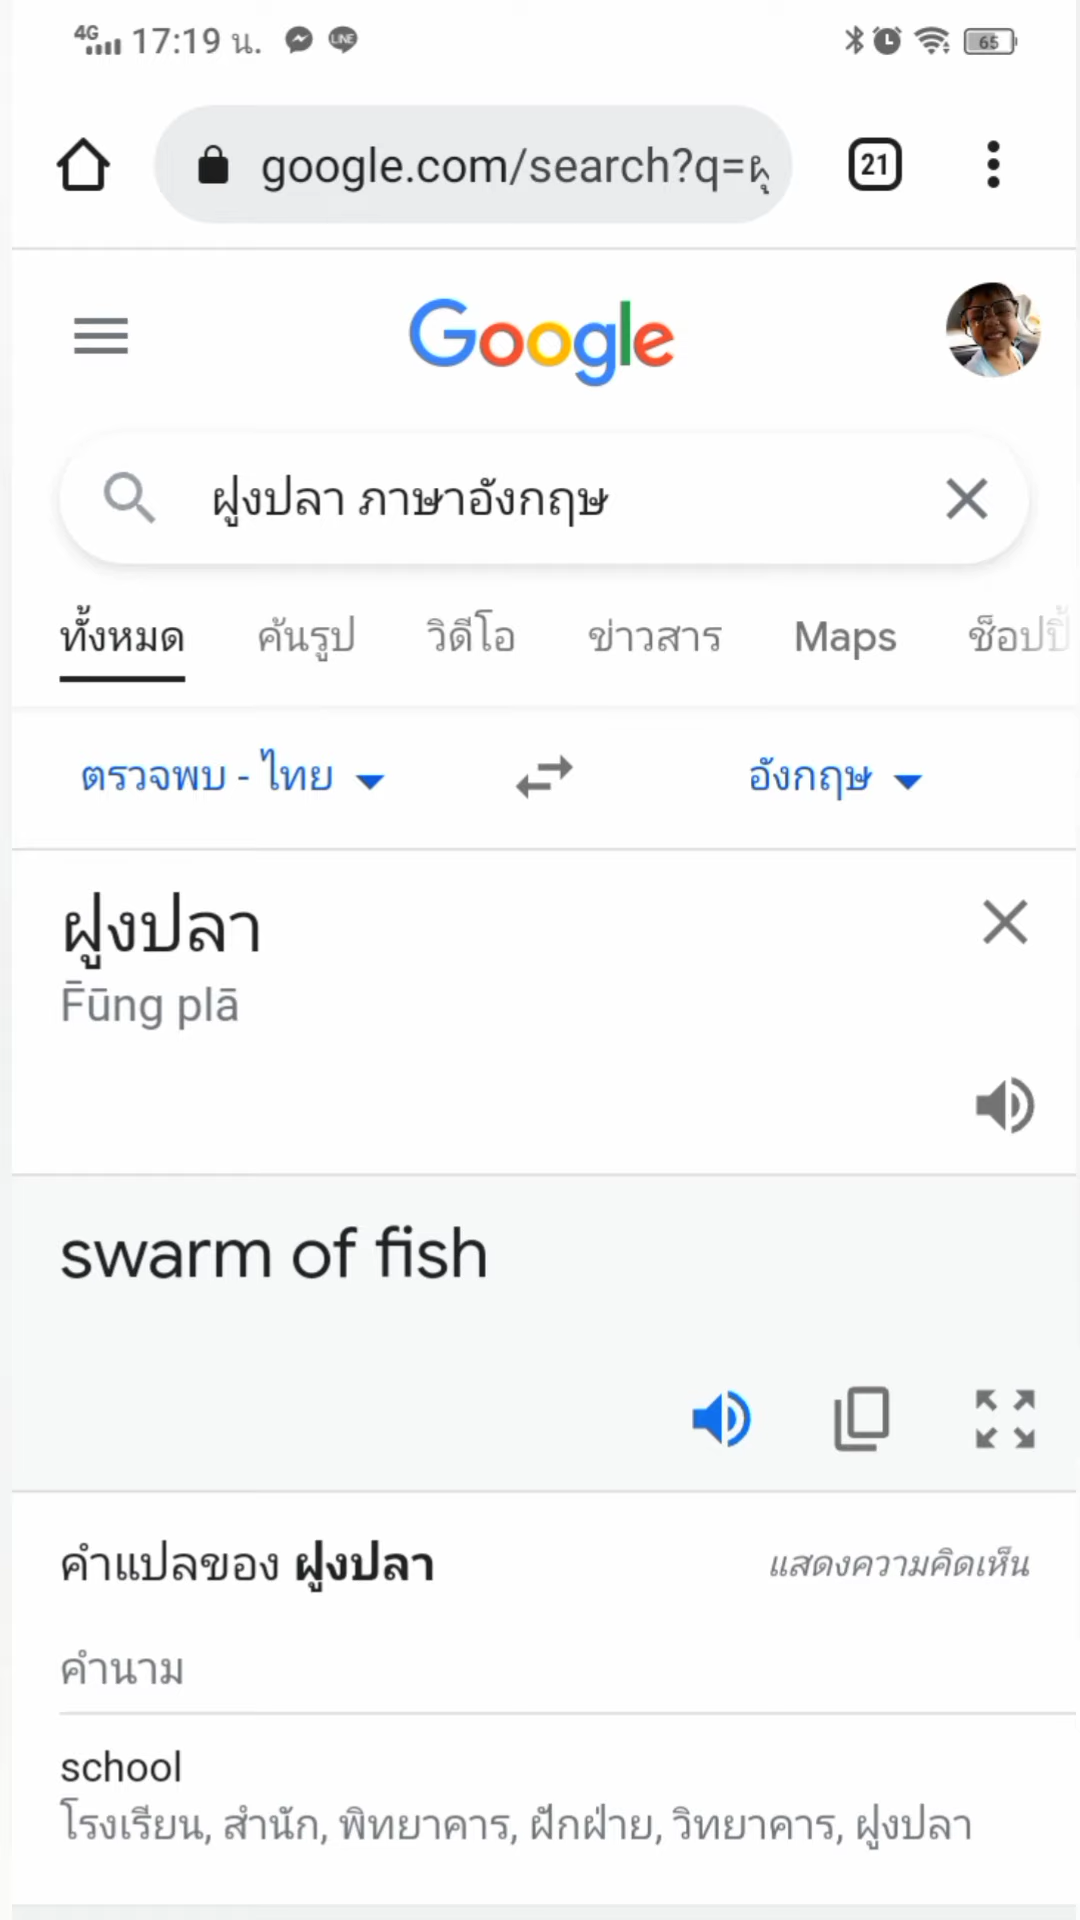 4G 17:19 น. LINE 65
google.com/search?q=ฝู 21
Google
ฝูงปลา ภาษาอังกฤษ
ทั้งหมด ค้นรูป วิดีโอ ข่าวสาร Maps ช็อปปิ้
ตรวจพบ - ไทย อังกฤษ
ฝูงปลา
F̄ūng plā
swarm of fish
คำแปลของ ฝูงปลา แสดงความคิดเห็น
คำนาม
school
โรงเรียน, สำนัก, พิทยาคาร, ฝักฝ่าย, วิทยาคาร, ฝูงปลา